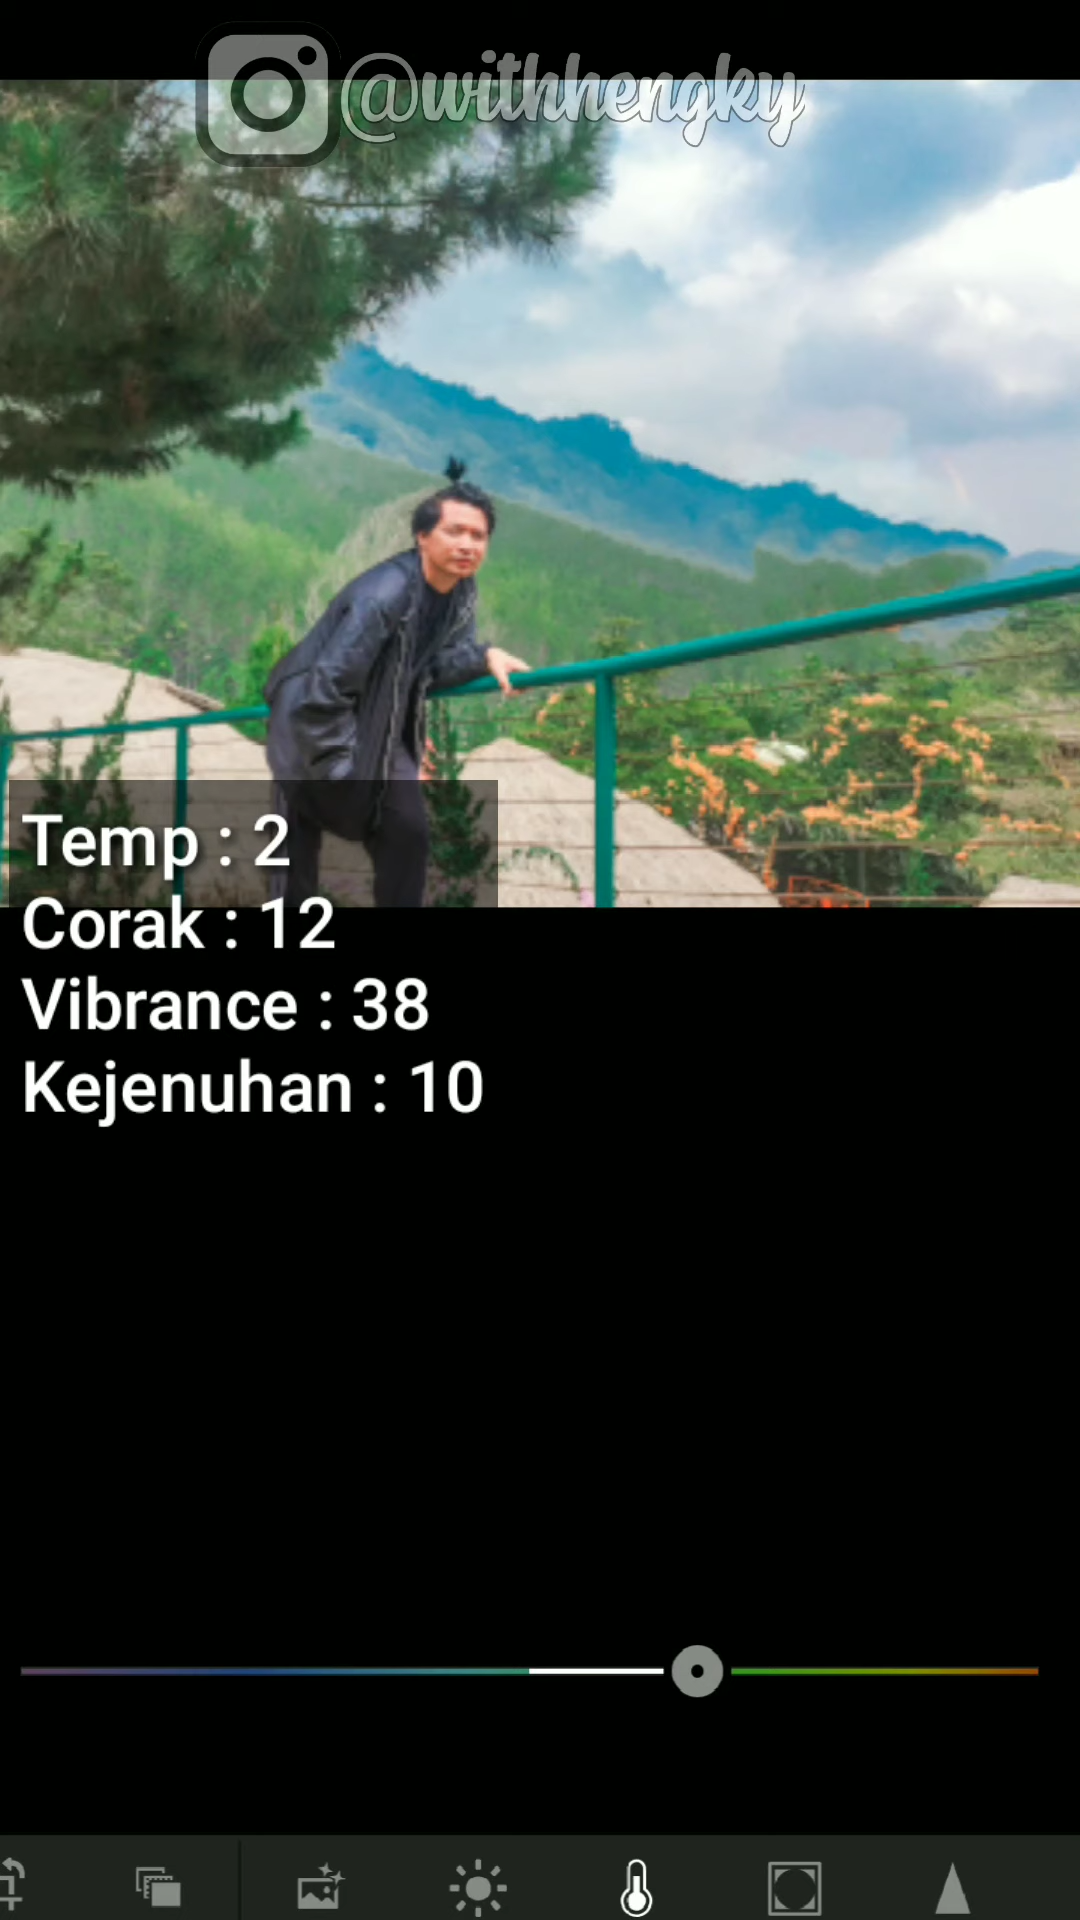 @withhengky
Temp : 2
Corak : 12
Vibrance : 38
Kejenuhan : 10